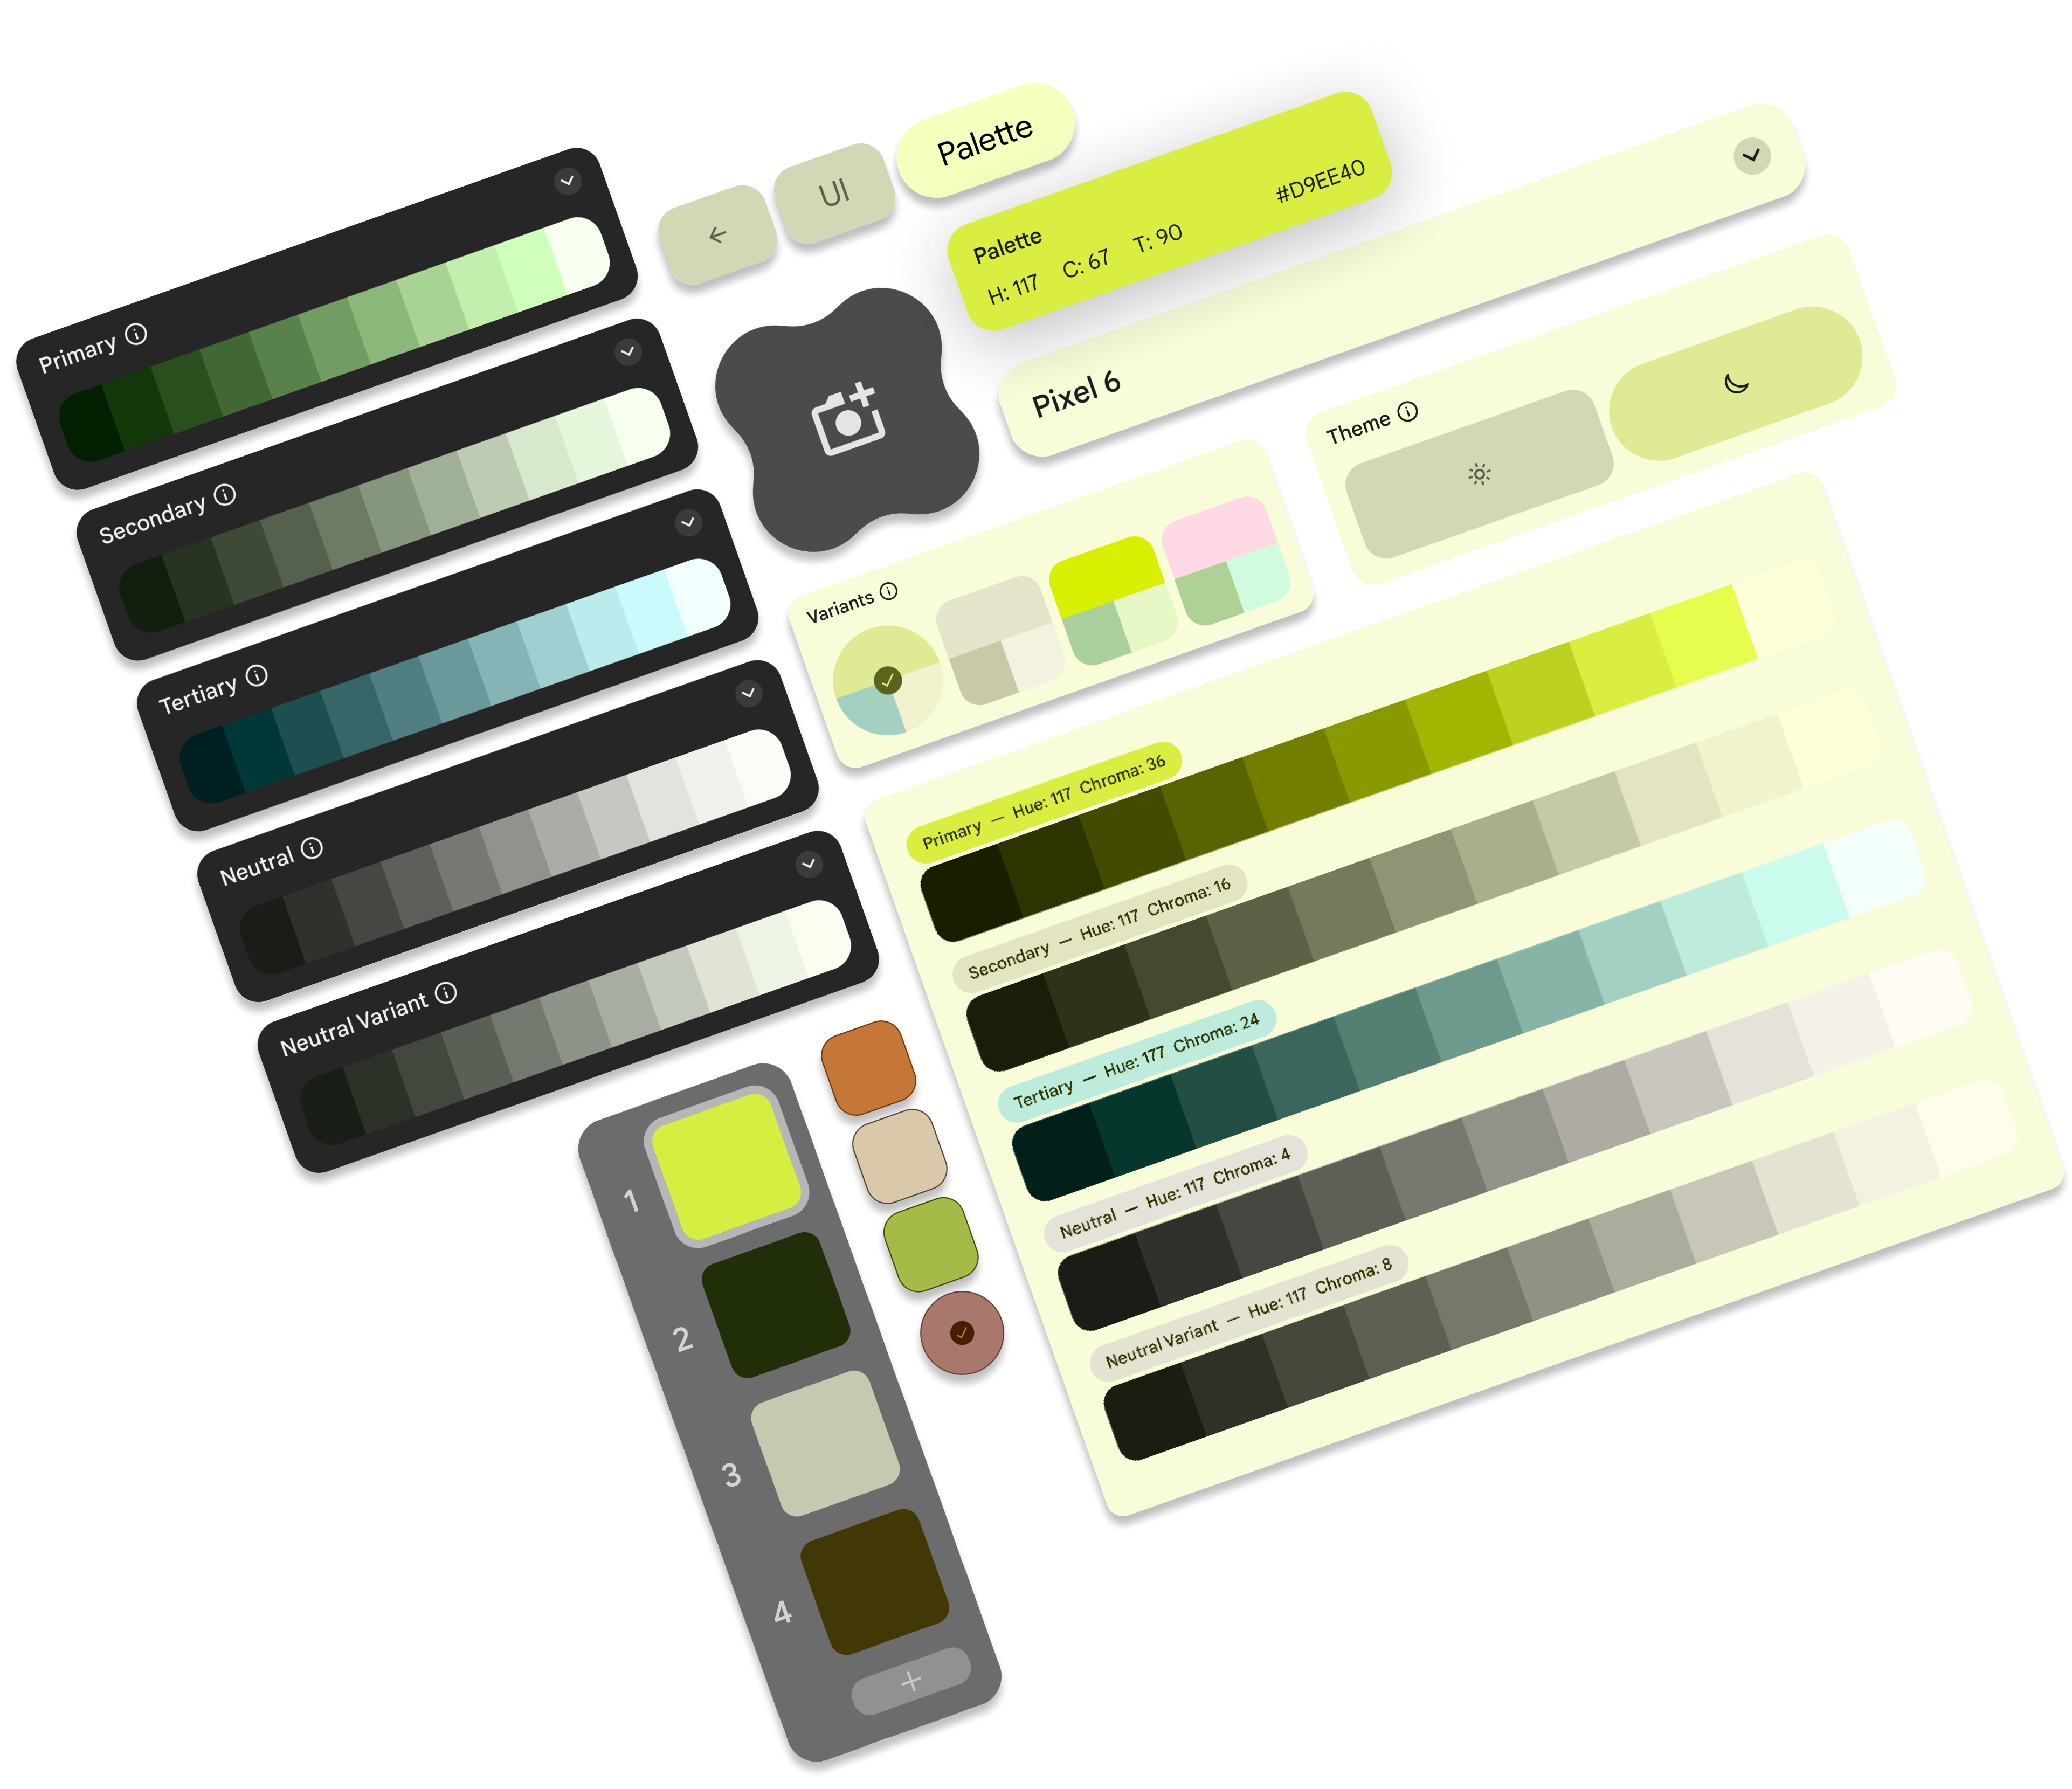 Primary
Secondary
Tertiary
Neutral
Neutral Variant
UI
Palette
Palette
H: 117 C: 67 T: 90
#D9EE40
Pixel 6
Theme
Variants
Primary — Hue: 117 Chroma: 36
Secondary — Hue: 117 Chroma: 16
Tertiary — Hue: 177 Chroma: 24
Neutral — Hue: 117 Chroma: 4
Neutral Variant — Hue: 117 Chroma: 8
1
2
3
4